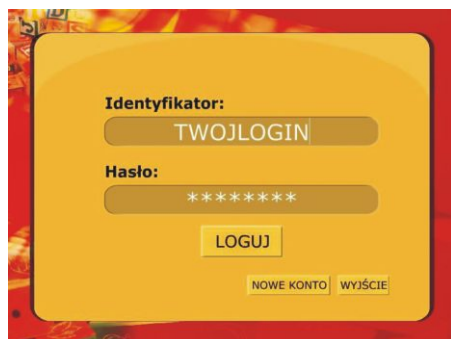 Identyfikator:
TWOJLOGIN
Hasło:
********
LOGUJ
NOWE KONTO WYJŚCIE